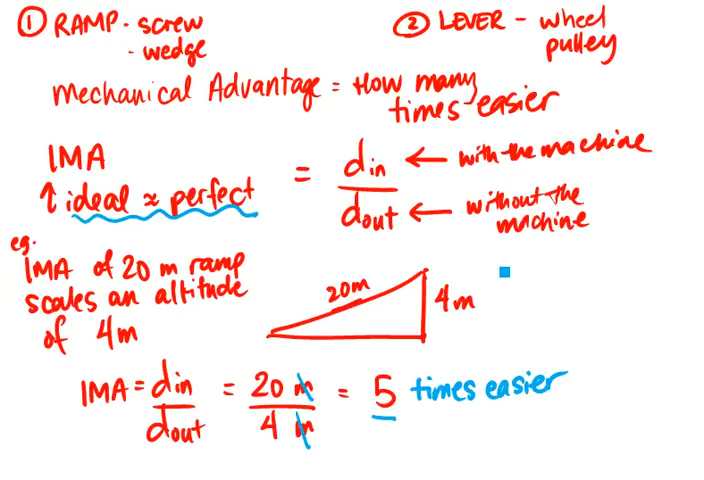 ① RAMP · screw
- wedge
② LEVER - wheel
pulley
Mechanical Advantage = How many
times easier
IMA
↑ ideal ≈ perfect
= din / dout
← with the machine
← without the
machine
eg.
IMA of 20 m ramp
scales an altitude
of 4m
20m
4m
IMA = din / dout = 20 m / 4 m = 5 times easier